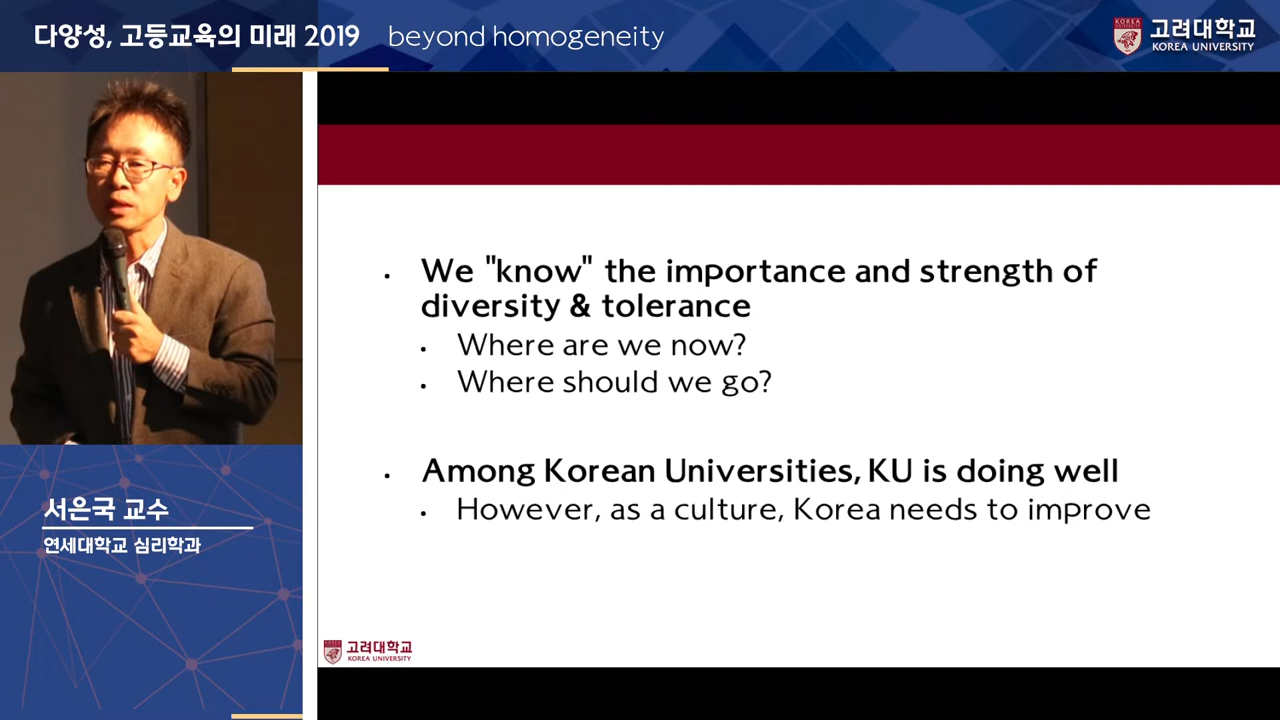 다양성, 고등교육의 미래 2019 beyond homogeneity
KOREA
UNIVERSITY
고려대학교
KOREA UNIVERSITY
서은국 교수
연세대학교 심리학과
• We "know" the importance and strength of
diversity & tolerance
• Where are we now?
• Where should we go?
• Among Korean Universities, KU is doing well
• However, as a culture, Korea needs to improve
고려대학교
KOREA UNIVERSITY